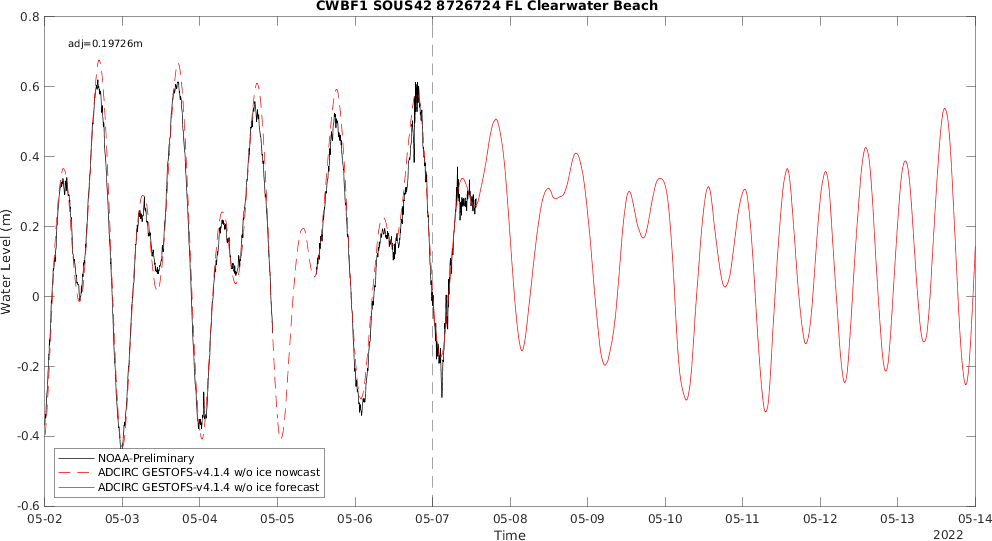 CWBF1 SOUS42 8726724 FL Clearwater Beach
0.8
adj=0.19726m
0.6
0.4
0.2
0
-0.2
-0.4
-0.6
Water Level (m)
NOAA-Preliminary
ADCIRC GESTOFS-v4.1.4 w/o ice nowcast
ADCIRC GESTOFS-v4.1.4 w/o ice forecast
05-02 05-03 05-04 05-05 05-06 05-07 05-08 05-09 05-10 05-11 05-12 05-13 05-14
Time
2022